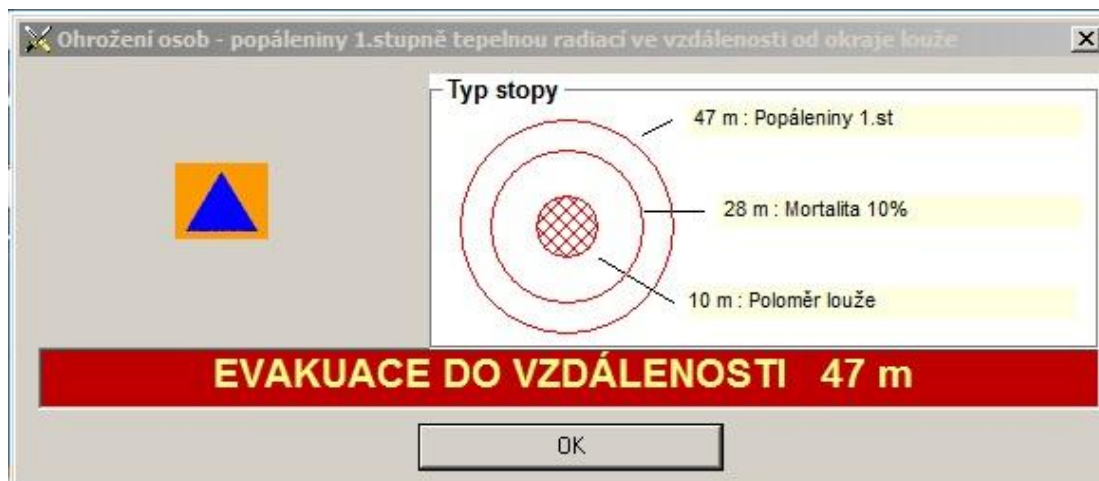 Ohrožení osob - popáleniny 1.stupně tepelnou radiací ve vzdálenosti od okraje louže
Typ stopy
47 m : Popáleniny 1.st
28 m : Mortalita 10%
10 m : Poloměr louže
EVAKUACE DO VZDÁLENOSTI 47 m
OK